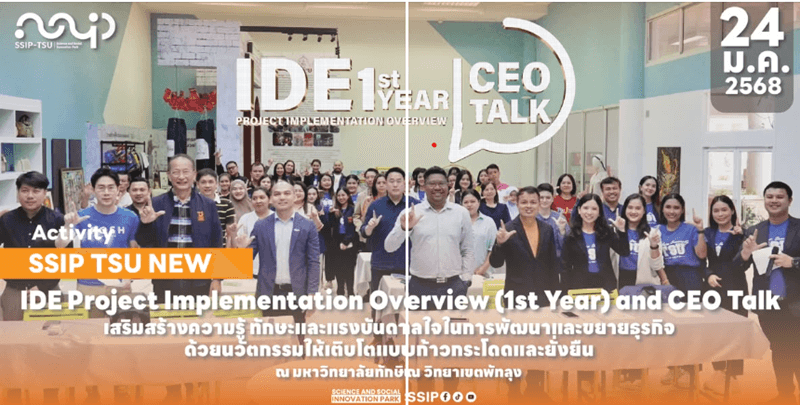 SSIP-TSU
24
ม.ค.
2568
IDE 1st YEAR
PROJECT IMPLEMENTATION OVERVIEW
CEO
TALK
Activity
SSIP TSU NEW
IDE Project Implementation Overview (1st Year) and CEO Talk
เสริมสร้างความรู้ ทักษะและแรงบันดาลใจในการพัฒนาและขยายธุรกิจ
ด้วยนวัตกรรมให้เติบโตแบบก้าวกระโดดและยั่งยืน
ณ มหาวิทยาลัยทักษิณ วิทยาเขตพัทลุง
SCIENCE AND SOCIAL
INNOVATION PARK
:SSIP